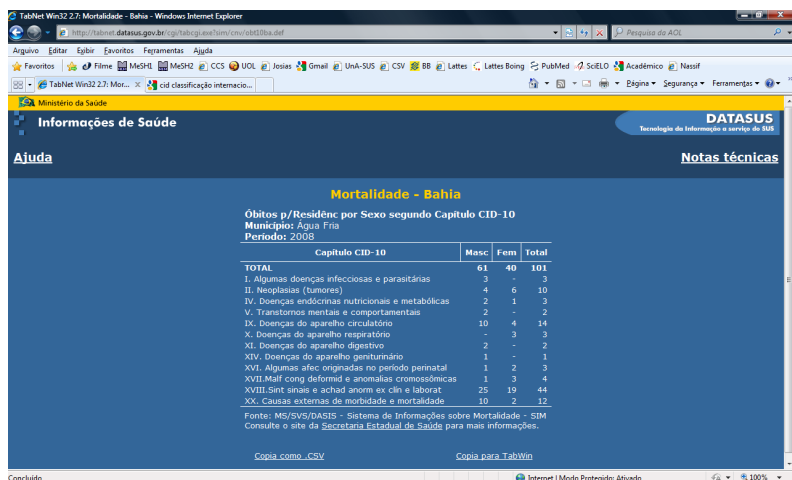 TabNet Win32 2.7: Mortalidade - Bahia - Windows Internet Explorer
http://tabnet.datasus.gov.br/cgi/tabcgi.exe?sim/cnv/obt10ba.def
Pesquisa da AOL
Arquivo Editar Exibir Favoritos Ferramentas Ajuda
Favoritos Filme MeSH1 MeSH2 CCS UOL Josias Gmail UnA-SUS CSV BB Lattes Lattes Boing PubMed SciELO Acadêmico Nassif
TabNet Win32 2.7: Mor... X cid classificação internacio... Página Segurança Ferramentas
Ministério da Saúde
Informações de Saúde
DATASUS
Tecnologia da Informação a serviço do SUS
Ajuda Notas técnicas
Mortalidade - Bahia
Óbitos p/Residênc por Sexo segundo Capítulo CID-10
Município: Água Fria
Período: 2008
Capítulo CID-10 Masc Fem Total
TOTAL 61 40 101
I. Algumas doenças infecciosas e parasitárias 3 - 3
II. Neoplasias (tumores) 4 6 10
IV. Doenças endócrinas nutricionais e metabólicas 2 1 3
V. Transtornos mentais e comportamentais 2 - 2
IX. Doenças do aparelho circulatório 10 4 14
X. Doenças do aparelho respiratório - 3 3
XI. Doenças do aparelho digestivo 2 - 2
XIV. Doenças do aparelho geniturinário 1 - 1
XVI. Algumas afec originadas no período perinatal 1 2 3
XVII.Malf cong deformid e anomalias cromossômicas 1 3 4
XVIII.Sint sinais e achad anorm ex clín e laborat 25 19 44
XX. Causas externas de morbidade e mortalidade 10 2 12
Fonte: MS/SVS/DASIS - Sistema de Informações sobre Mortalidade - SIM
Consulte o site da Secretaria Estadual de Saúde para mais informações.
Copia como .CSV Copia para TabWin
Concluído Internet | Modo Protegido: Ativado 100%